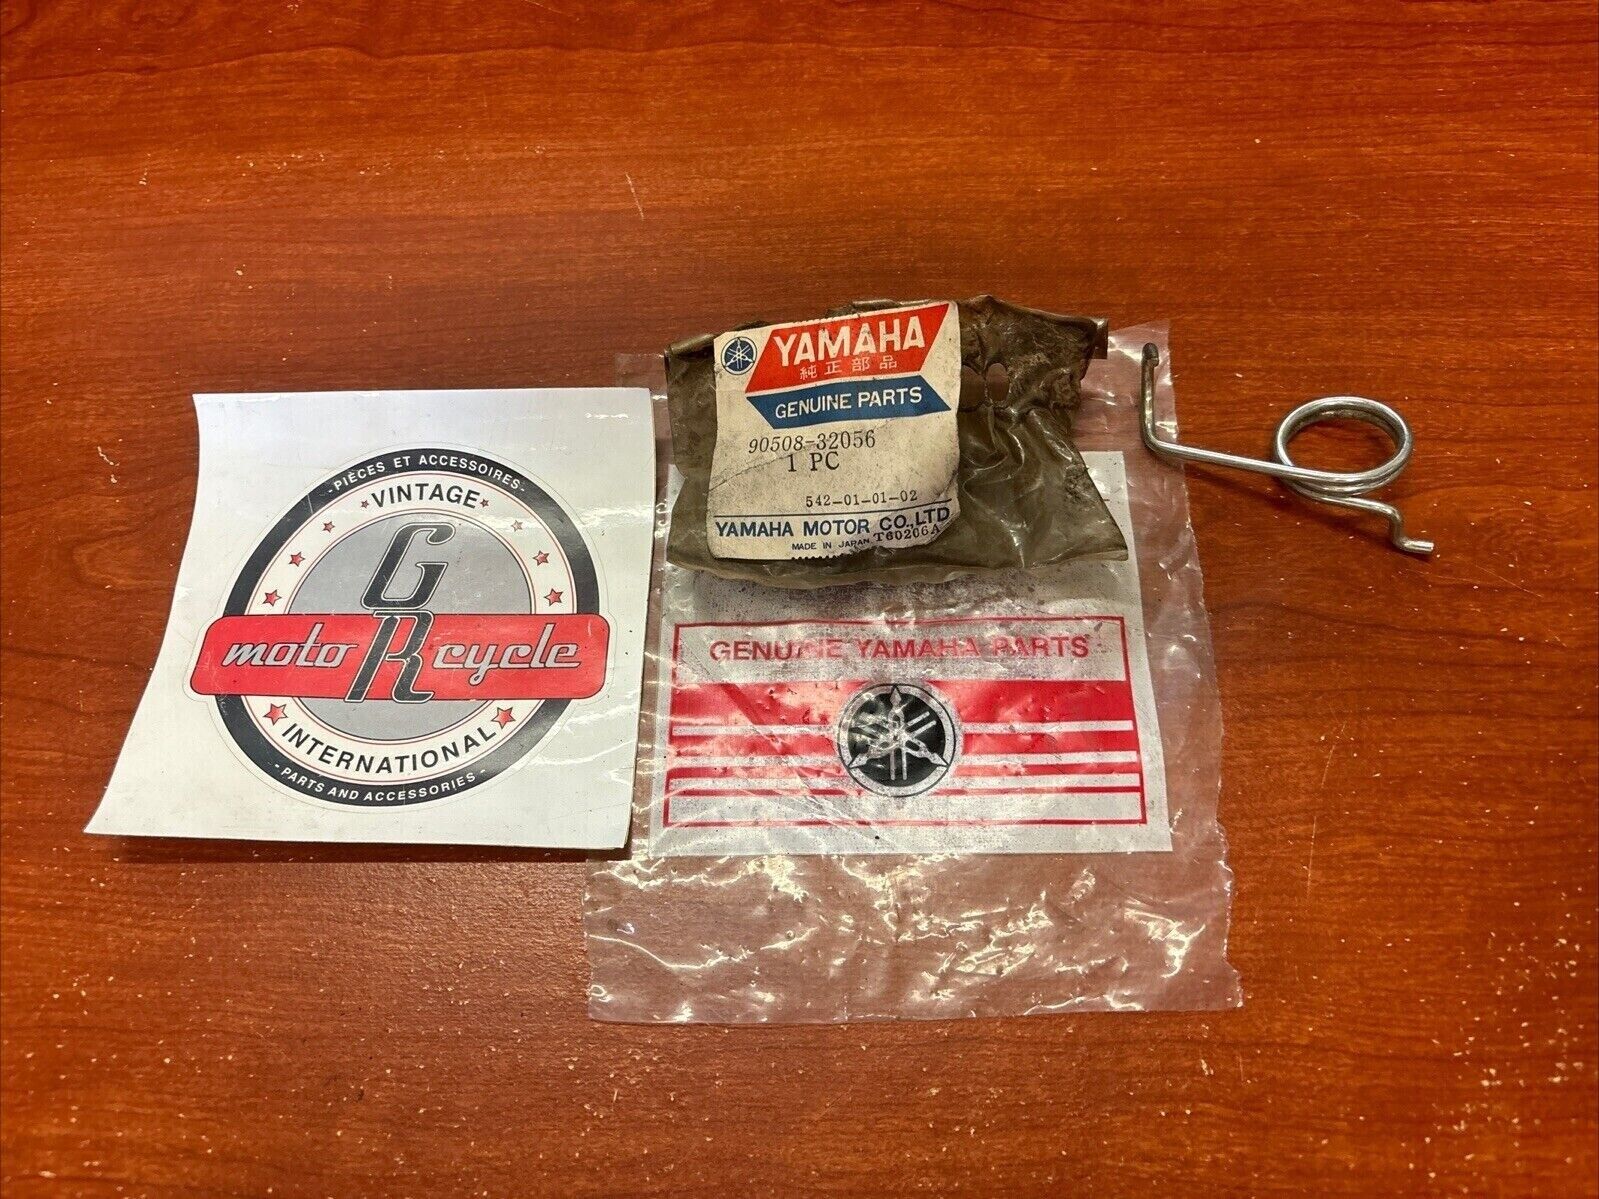 -PIÈCES ET ACCESSOIRES-
VINTAGE
G
moto R cycle
INTERNATIONAL
-PARTS AND ACCESSORIES-
YAMAHA
純正部品
GENUINE PARTS
90508-32056
1 PC
542-01-01-02
YAMAHA MOTOR CO.,LTD
MADE IN JAPAN T60206A
GENUINE YAMAHA PARTS